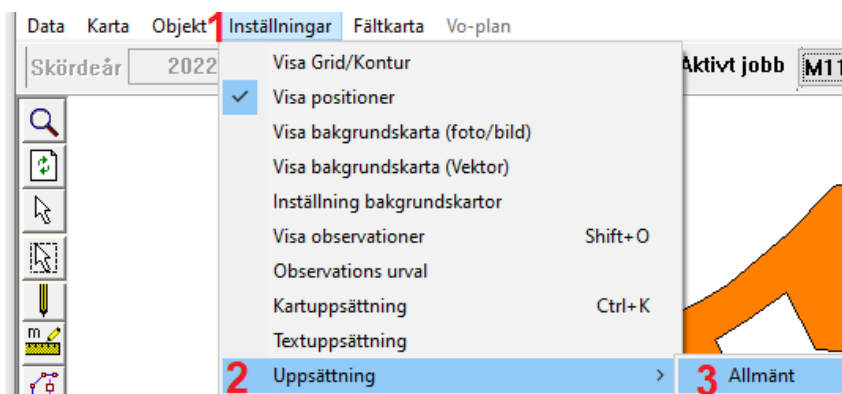 Data Karta Objekt 1 Inställningar Fältkarta Vo-plan
Skördeår 2022 Aktivt jobb M11
Visa Grid/Kontur
Visa positioner
Visa bakgrundskarta (foto/bild)
Visa bakgrundskarta (Vektor)
Inställning bakgrundskartor
Visa observationer Shift+O
Observations urval
Kartuppsättning Ctrl+K
m
Textuppsättning
2 Uppsättning > 3 Allmänt